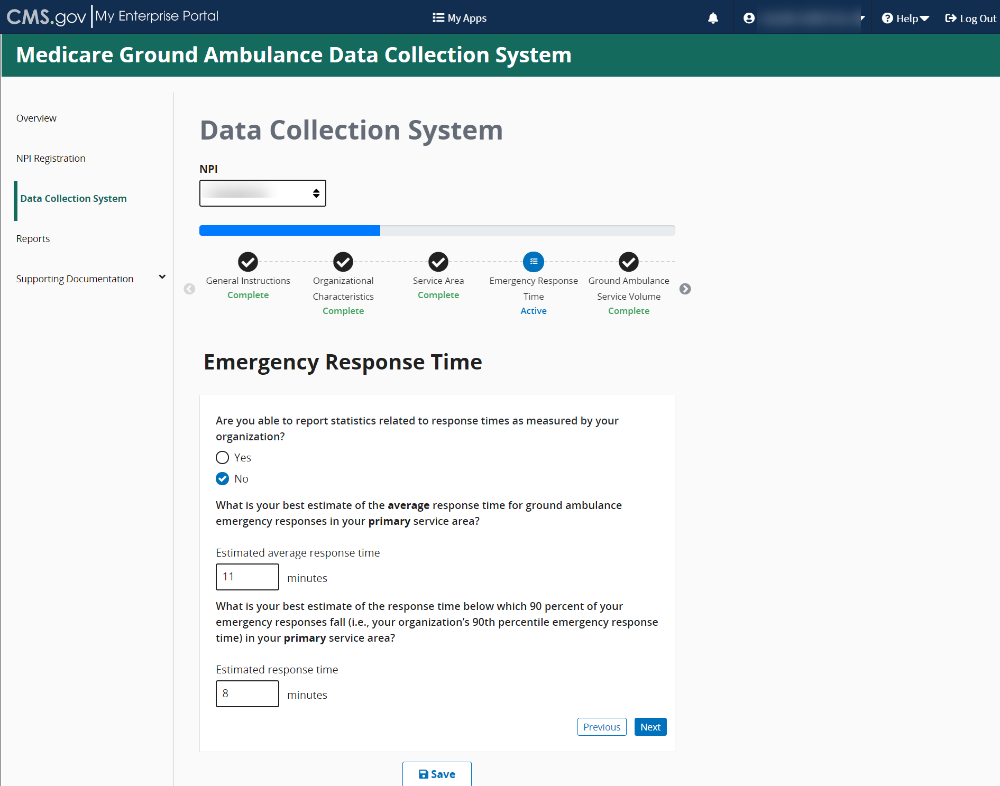 CMS.gov My Enterprise Portal
My Apps
Help
Log Out
Medicare Ground Ambulance Data Collection System
Overview
NPI Registration
Data Collection System
Reports
Supporting Documentation
Data Collection System
NPI
General Instructions
Complete
Organizational
Characteristics
Complete
Service Area
Complete
Emergency Response
Time
Active
Ground Ambulance
Service Volume
Complete
Emergency Response Time
Are you able to report statistics related to response times as measured by your
organization?
Yes
No
What is your best estimate of the average response time for ground ambulance
emergency responses in your primary service area?
Estimated average response time
11 minutes
What is your best estimate of the response time below which 90 percent of your
emergency responses fall (i.e., your organization’s 90th percentile emergency response
time) in your primary service area?
Estimated response time
8 minutes
Previous
Next
Save